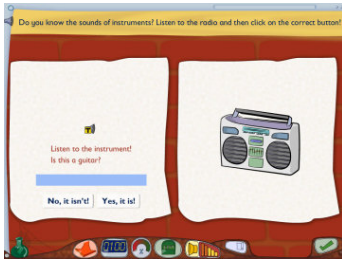 Do you know the sounds of instruments? Listen to the radio and then click on the correct button!
Listen to the instrument!
Is this a guitar?
No, it isn't! Yes, it is!